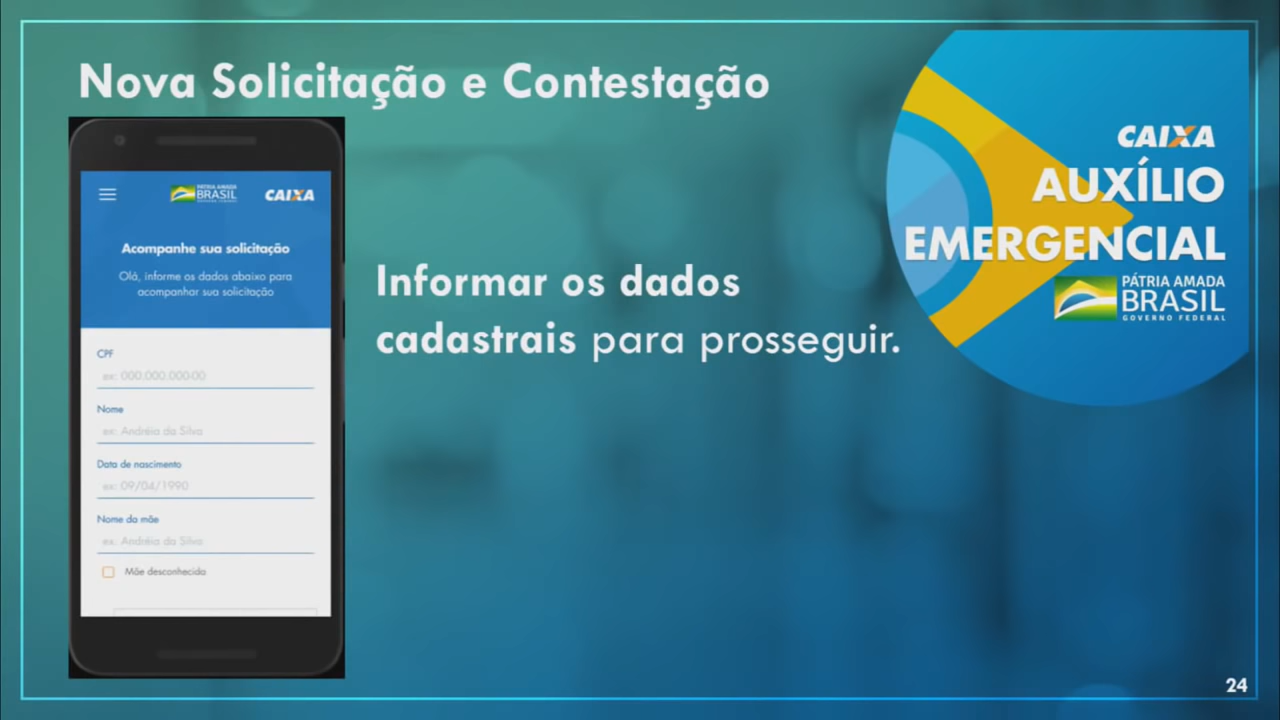 Nova Solicitação e Contestação
PÁTRIA AMADA
BRASIL
CAIXA
Acompanhe sua solicitação
Olá, informe os dados abaixo para
acompanhar sua solicitação
CPF
ex: 000.000.000-00
Nome
ex: Andréia da Silva
Data de nascimento
ex: 09/04/1990
Nome da mãe
ex: Andréia da Silva
Mãe desconhecida
Informar os dados
cadastrais para prosseguir.
CAIXA
AUXÍLIO
EMERGENCIAL
PÁTRIA AMADA
BRASIL
GOVERNO FEDERAL
24